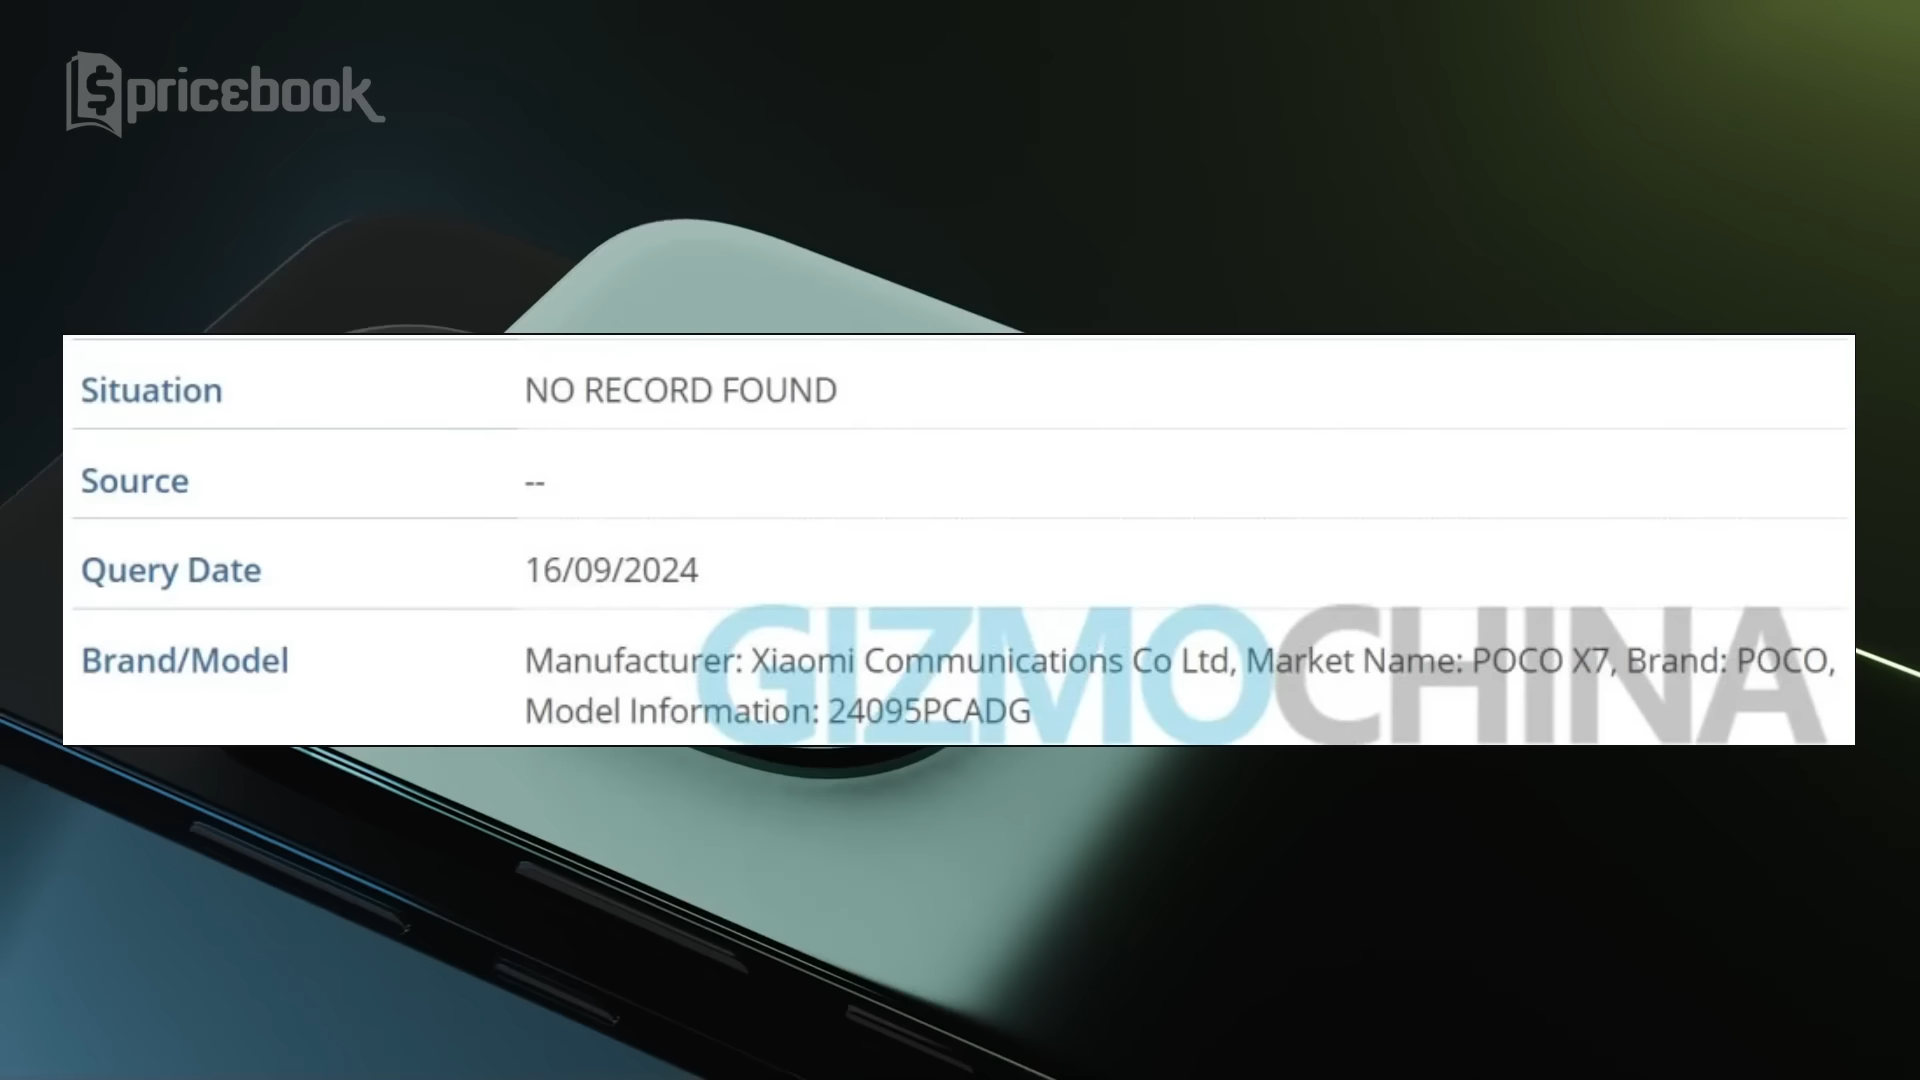 pricebook
Situation NO RECORD FOUND
Source --
Query Date 16/09/2024
Brand/Model Manufacturer: Xiaomi Communications Co Ltd, Market Name: POCO X7, Brand: POCO,
Model Information: 24095PCADG
GIZMOCHINA